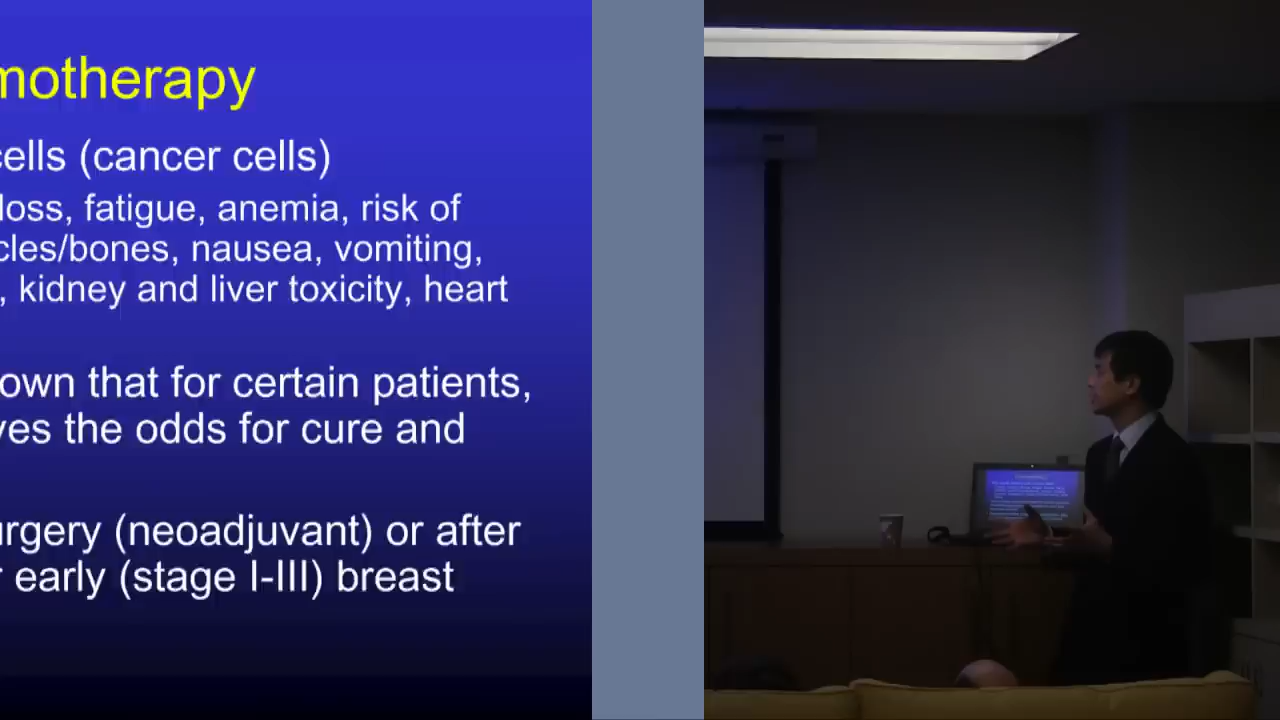 motherapy
cells (cancer cells)
loss, fatigue, anemia, risk of
cles/bones, nausea, vomiting,
, kidney and liver toxicity, heart
own that for certain patients,
ves the odds for cure and
urgery (neoadjuvant) or after
r early (stage I-III) breast